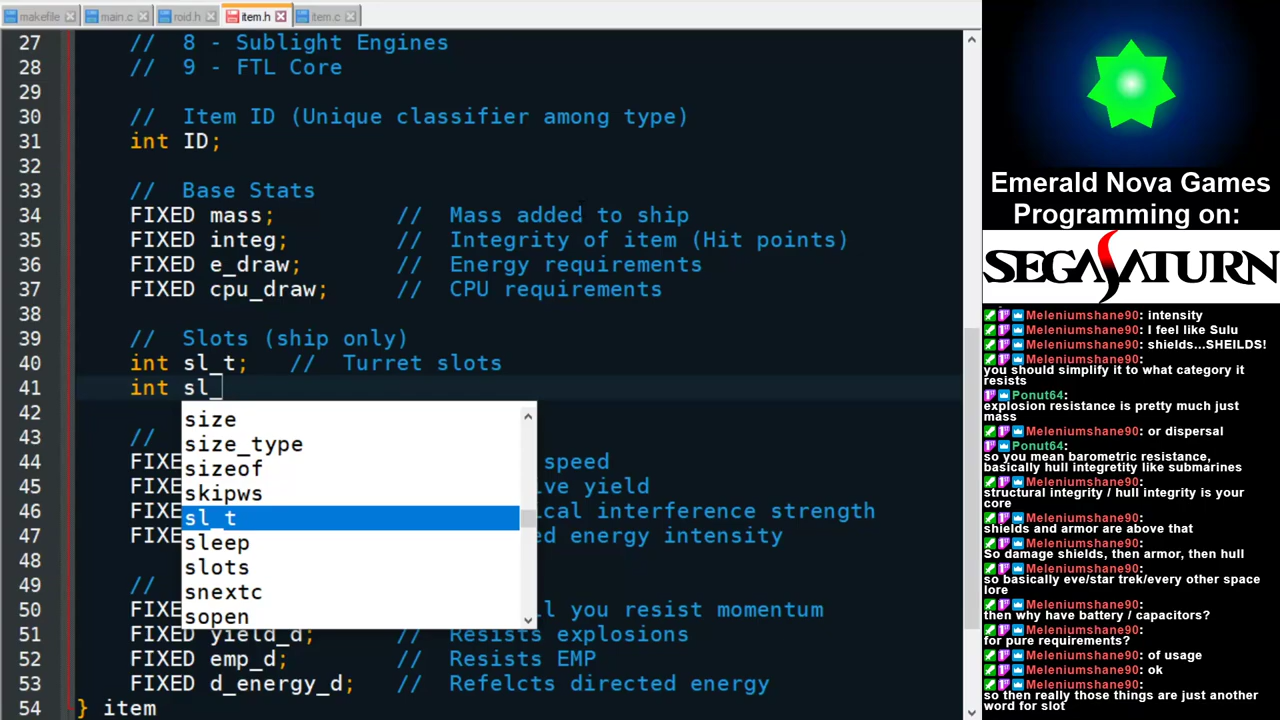 makefile main.c roid.h item.h item.c
27 // 8 - Sublight Engines
28 // 9 - FTL Core
29
30 // Item ID (Unique classifier among type)
31 int ID;
32
33 // Base Stats
34 FIXED mass; // Mass added to ship
35 FIXED integ; // Integrity of item (Hit points)
36 FIXED e_draw; // Energy requirements
37 FIXED cpu_draw; // CPU requirements
38
39 // Slots (ship only)
40 int sl_t; // Turret slots
41 int sl_
42
43 //
44 FIXE speed
45 FIXE ve yield
46 FIXE ical interference strength
47 FIXE ed energy intensity
48
49 //
50 FIXE ll you resist momentum
51 FIXED yield_d; // Resists explosions
52 FIXED emp_d; // Resists EMP
53 FIXED d_energy_d; // Refelcts directed energy
54 } item
size
size_type
sizeof
skipws
sl_t
sleep
slots
snextc
sopen
Emerald Nova Games
Programming on:
SEGA SATURN
Meleniumshane90: intensity
Meleniumshane90: I feel like Sulu
Meleniumshane90: shields...SHEILDS!
Meleniumshane90:
you should simplify it to what category it
resists
Ponut64:
explosion resistance is pretty much just
mass
Meleniumshane90: or dispersal
Ponut64:
so you mean barometric resistance,
basically hull integretity like submarines
Meleniumshane90:
structural integrity / hull integrity is your
core
Meleniumshane90:
shields and armor are above that
Meleniumshane90:
So damage shields, then armor, then hull
Meleniumshane90:
so basically eve/star trek/every other space
lore
Meleniumshane90:
then why have battery / capacitors?
Meleniumshane90:
for pure requirements?
Meleniumshane90: of usage
Meleniumshane90: ok
Meleniumshane90:
so then really those things are just another
word for slot